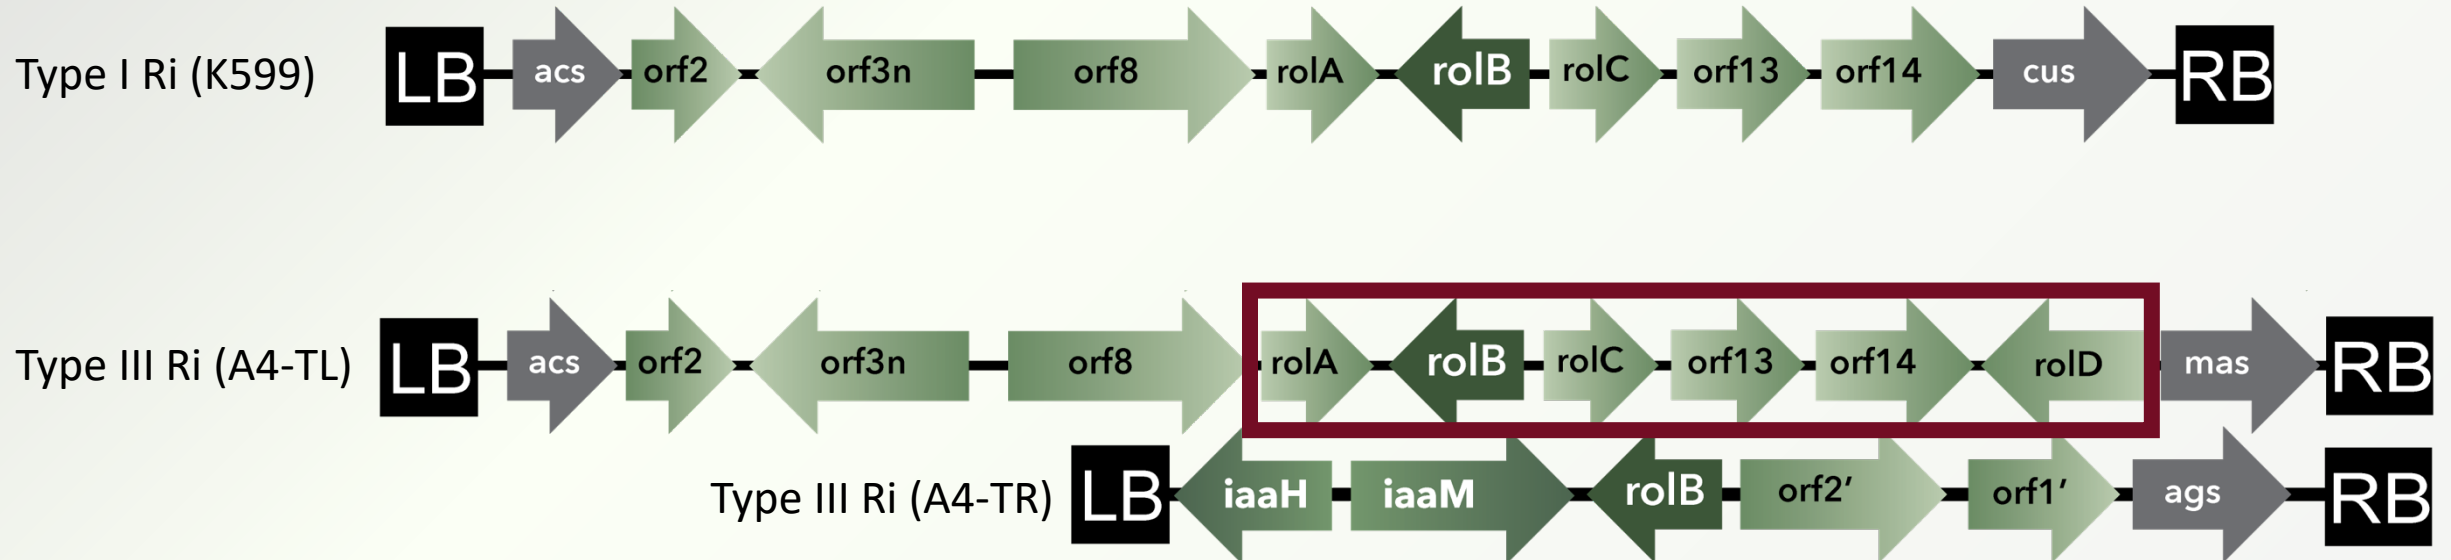 Type I Ri (K599) LB acs orf2 orf3n orf8 rolA rolB rolC orf13 orf14 cus RB
Type III Ri (A4-TL) LB acs orf2 orf3n orf8 rolA rolB rolC orf13 orf14 rolD mas RB
Type III Ri (A4-TR) LB iaaH iaaM rolB orf2’ orf1’ ags RB